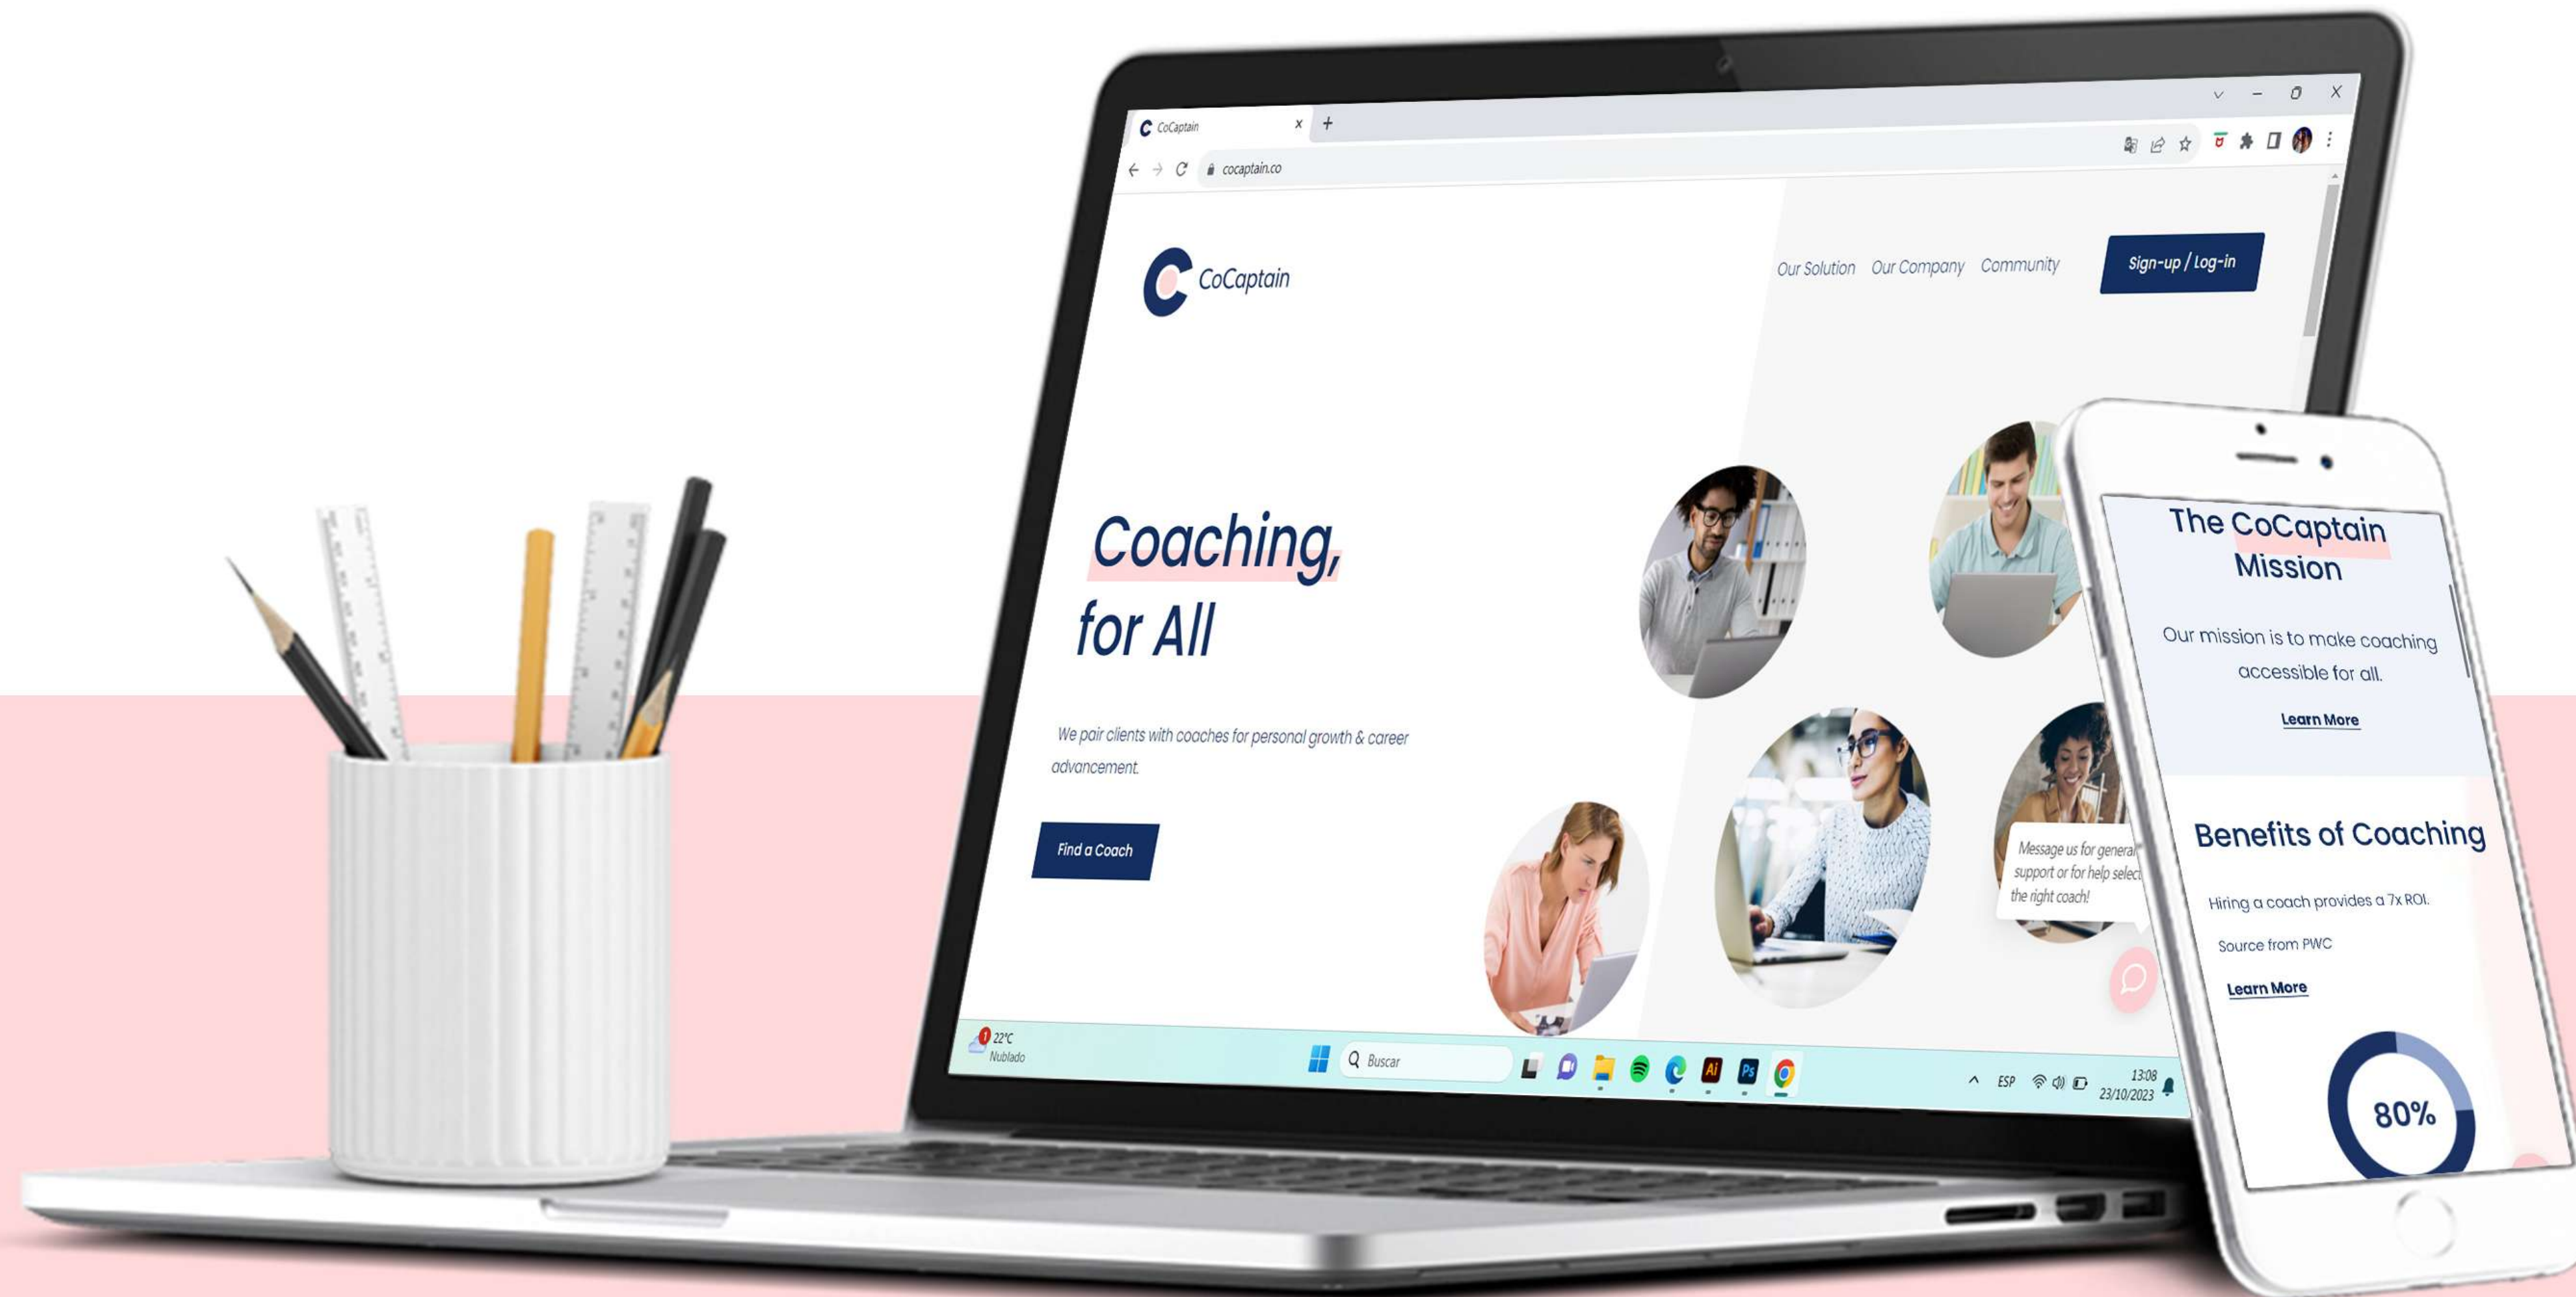 CoCaptain
cocaptain.co
CoCaptain
Our Solution Our Company Community Sign-up / Log-in
Coaching,
for All
We pair clients with coaches for personal growth & career
advancement.
Find a Coach
Message us for general
support or for help select
the right coach!
1 22°C
Nublado
Buscar
Ai Ps
ESP
13:08
23/10/2023
The CoCaptain
Mission
Our mission is to make coaching
accessible for all.
Learn More
Benefits of Coaching
Hiring a coach provides a 7x ROI.
Source from PWC
Learn More
80%